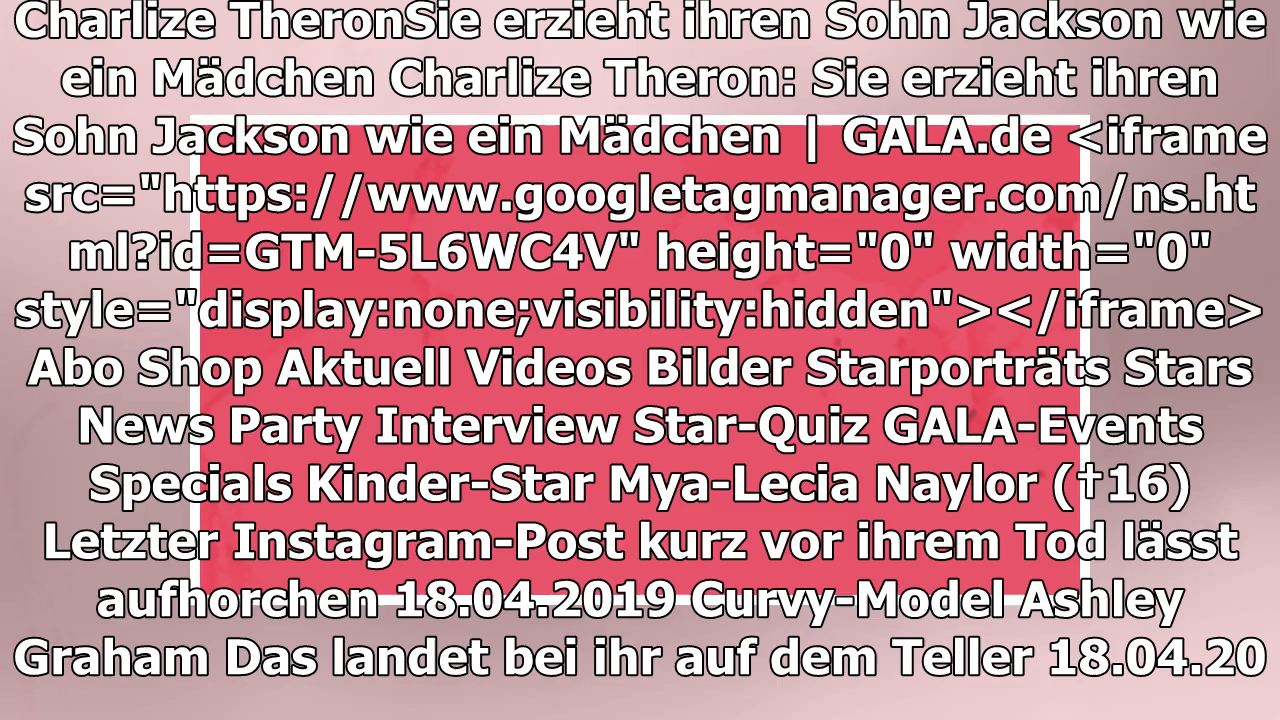 Charlize TheronSie erzieht ihren Sohn Jackson wie
ein Mädchen Charlize Theron: Sie erzieht ihren
Sohn Jackson wie ein Mädchen | GALA.de <iframe
src="https://www.googletagmanager.com/ns.ht
ml?id=GTM-5L6WC4V" height="0" width="0"
style="display:none;visibility:hidden"></iframe>
Abo Shop Aktuell Videos Bilder Starporträts Stars
News Party Interview Star-Quiz GALA-Events
Specials Kinder-Star Mya-Lecia Naylor (†16)
Letzter Instagram-Post kurz vor ihrem Tod lässt
aufhorchen 18.04.2019 Curvy-Model Ashley
Graham Das landet bei ihr auf dem Teller 18.04.20